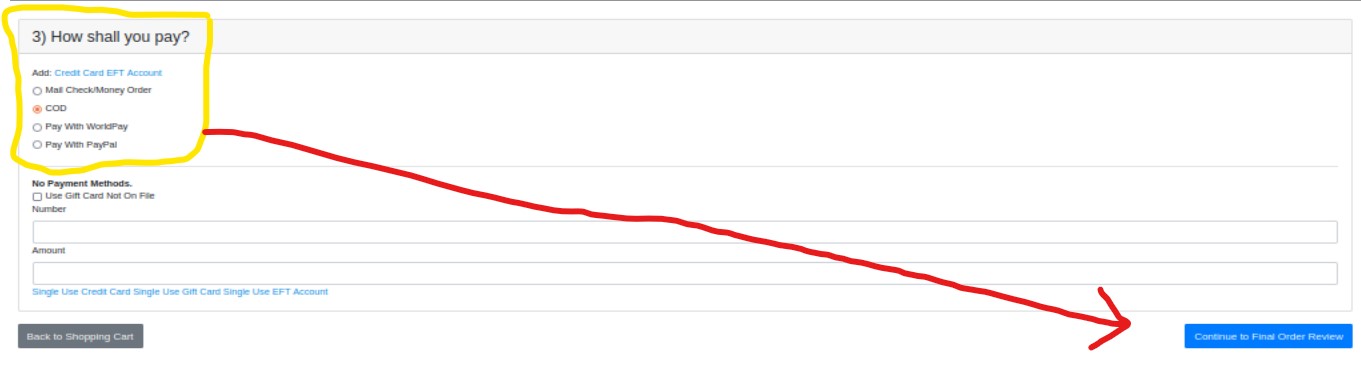 3) How shall you pay?
Add: Credit Card EFT Account
Mail Check/Money Order
COD
Pay With WorldPay
Pay With PayPal
No Payment Methods.
Use Gift Card Not On File
Number
Amount
Single Use Credit Card Single Use Gift Card Single Use EFT Account
Back to Shopping Cart
Continue to Final Order Review